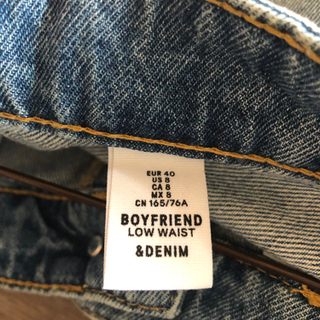 EUR 40
US 8
CA 8
MX 8
CN 165/76A
BOYFRIEND
LOW WAIST
&DENIM